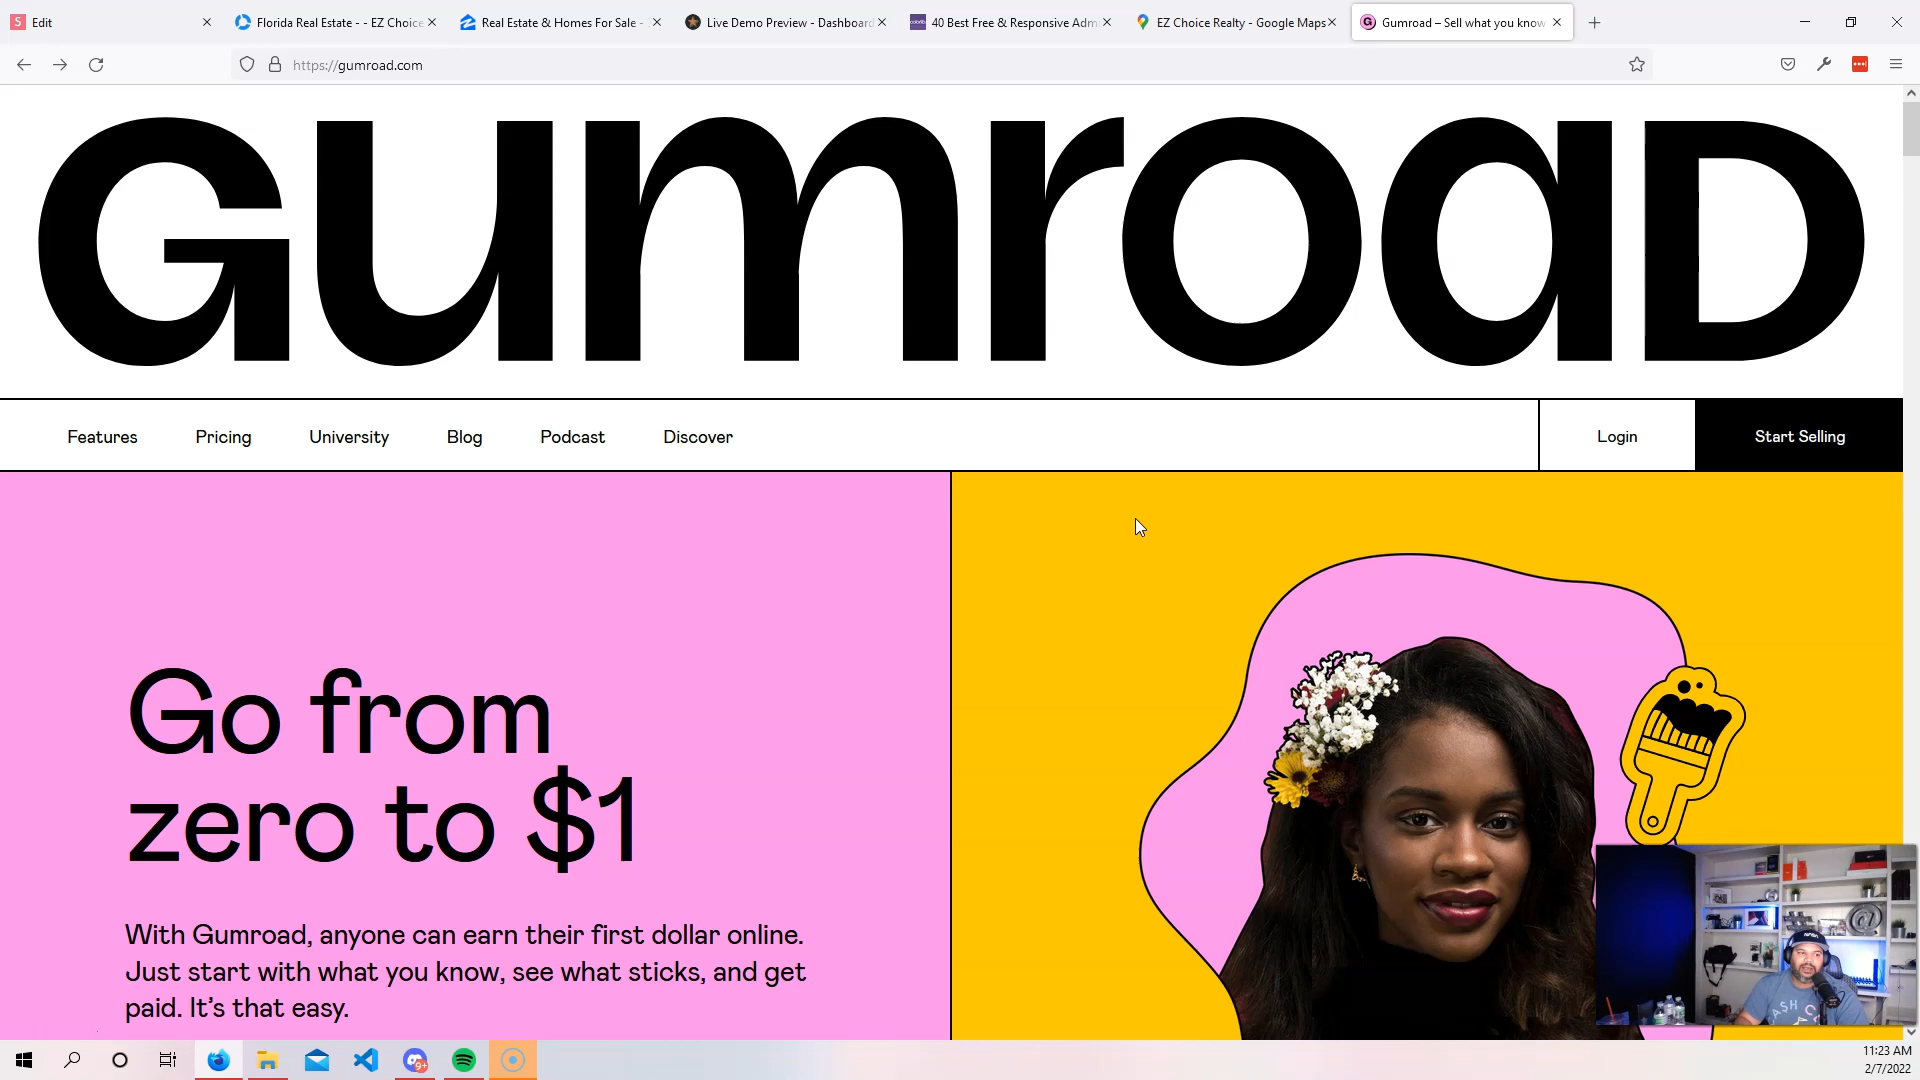 Edit
Florida Real Estate - - EZ Choice
Real Estate & Homes For Sale -
Live Demo Preview - Dashboard
40 Best Free & Responsive Adm
EZ Choice Realty - Google Maps
Gumroad – Sell what you know
https://gumroad.com
Gumroad
Features
Pricing
University
Blog
Podcast
Discover
Login
Start Selling
Go from
zero to $1
With Gumroad, anyone can earn their first dollar online.
Just start with what you know, see what sticks, and get
paid. It's that easy.
11:23 AM
2/7/2022